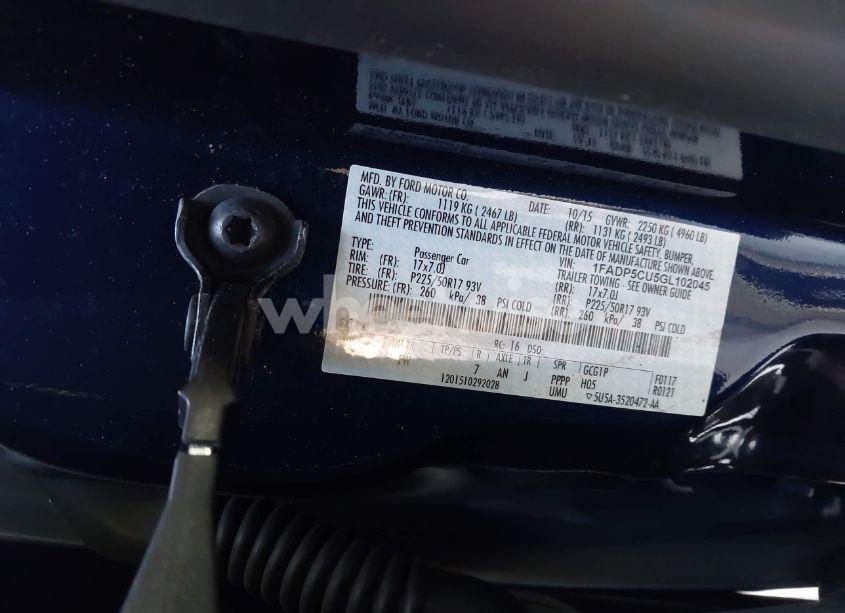 MFD. BY FORD MOTOR CO.
DATE: 10/15 GVWR: 2250 KG ( 4960 LB)
GAWR: (FR): 1119 KG ( 2467 LB) (RR): 1131 KG ( 2493 LB)
THIS VEHICLE CONFORMS TO ALL APPLICABLE FEDERAL MOTOR VEHICLE SAFETY, BUMPER,
AND THEFT PREVENTION STANDARDS IN EFFECT ON THE DATE OF MANUFACTURE SHOWN ABOVE.
VIN: 1FADP5CU5GL102045
TYPE: Passenger Car TRAILER TOWING - SEE OWNER GUIDE
RIM: (FR): 17x7.0J 17x7.0J
TIRE: (FR): P225/50R17 93V (RR): P225/50R17 93V
PRESSURE: (FR): 260 kPa/ 38 PSI COLD (RR): 260 kPa/ 38 PSI COLD
EXT
RC: 16 DSO:
TP/PS R AXLE TR SPR GCGTP F0117
7 AN J PPPP H05 R0121
1201510292028 UMU 5U5A-3520472-AA